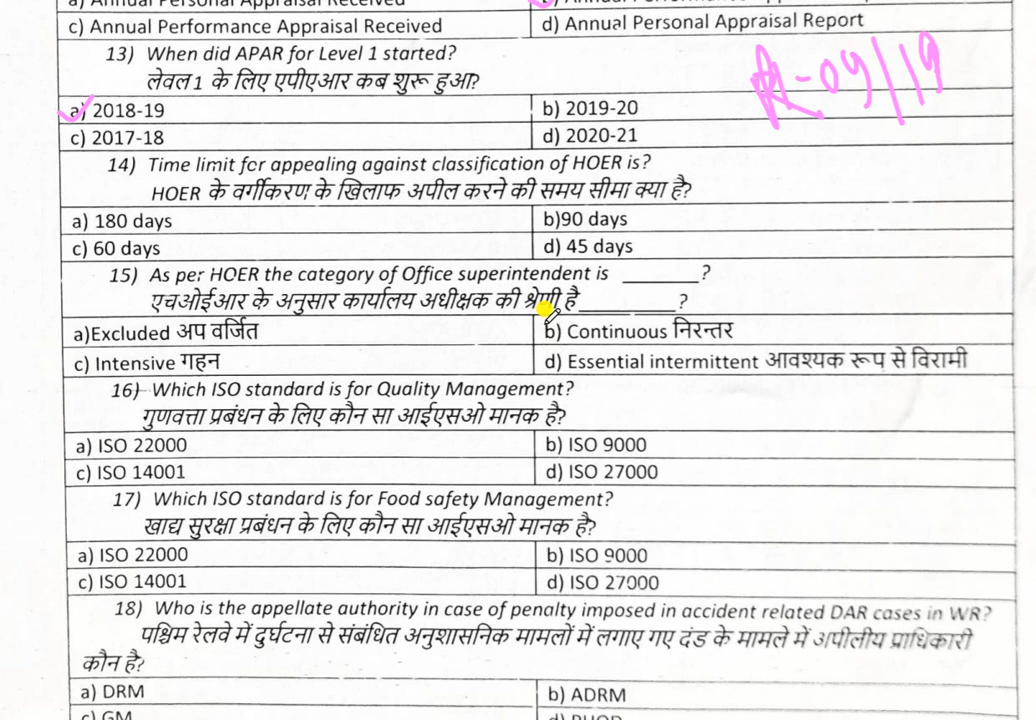 c) Annual Performance Appraisal Received d) Annual Personal Appraisal Report
13) When did APAR for Level 1 started?
लेवल 1 के लिए एपीएआर कब शुरू हुआ?
a) 2018-19 b) 2019-20
c) 2017-18 d) 2020-21
14) Time limit for appealing against classification of HOER is?
HOER के वर्गीकरण के खिलाफ अपील करने की समय सीमा क्या है?
a) 180 days b)90 days
c) 60 days d) 45 days
15) As per HOER the category of Office superintendent is ________?
एचओईआर के अनुसार कार्यालय अधीक्षक की श्रेणी है __________?
a)Excluded अप वर्जित b) Continuous निरन्तर
c) Intensive गहन d) Essential intermittent आवश्यक रूप से विरामी
16) Which ISO standard is for Quality Management?
गुणवत्ता प्रबंधन के लिए कौन सा आईएसओ मानक है?
a) ISO 22000 b) ISO 9000
c) ISO 14001 d) ISO 27000
17) Which ISO standard is for Food safety Management?
खाद्य सुरक्षा प्रबंधन के लिए कौन सा आईएसओ मानक है?
a) ISO 22000 b) ISO 9000
c) ISO 14001 d) ISO 27000
18) Who is the appellate authority in case of penalty imposed in accident related DAR cases in WR?
पश्चिम रेलवे में दुर्घटना से संबंधित अनुशासनिक मामलों में लगाए गए दंड के मामले में अपीलीय प्राधिकारी
कौन है?
a) DRM b) ADRM
c) GM